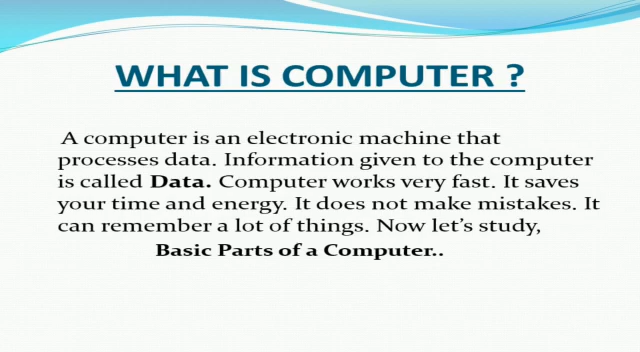 WHAT IS COMPUTER ?
A computer is an electronic machine that
processes data. Information given to the computer
is called Data. Computer works very fast. It saves
your time and energy. It does not make mistakes. It
can remember a lot of things. Now let’s study,
Basic Parts of a Computer..